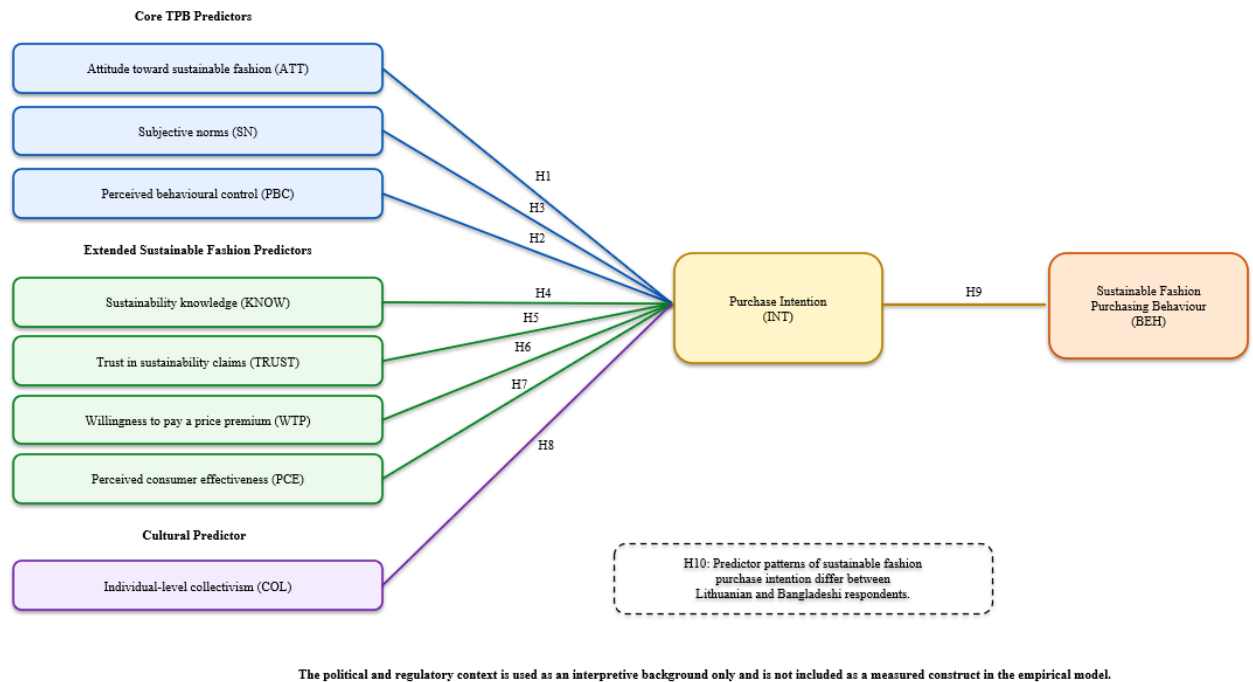 Core TPB Predictors
Attitude toward sustainable fashion (ATT)
Subjective norms (SN)
Perceived behavioural control (PBC)
H1
H3
H2
Extended Sustainable Fashion Predictors
Sustainability knowledge (KNOW)
Trust in sustainability claims (TRUST)
Willingness to pay a price premium (WTP)
Perceived consumer effectiveness (PCE)
H4
H5
H6
H7
H8
Cultural Predictor
Individual-level collectivism (COL)
Purchase Intention
(INT)
H9
Sustainable Fashion
Purchasing Behaviour
(BEH)
H10: Predictor patterns of sustainable fashion
purchase intention differ between
Lithuanian and Bangladeshi respondents.
The political and regulatory context is used as an interpretive background only and is not included as a measured construct in the empirical model.